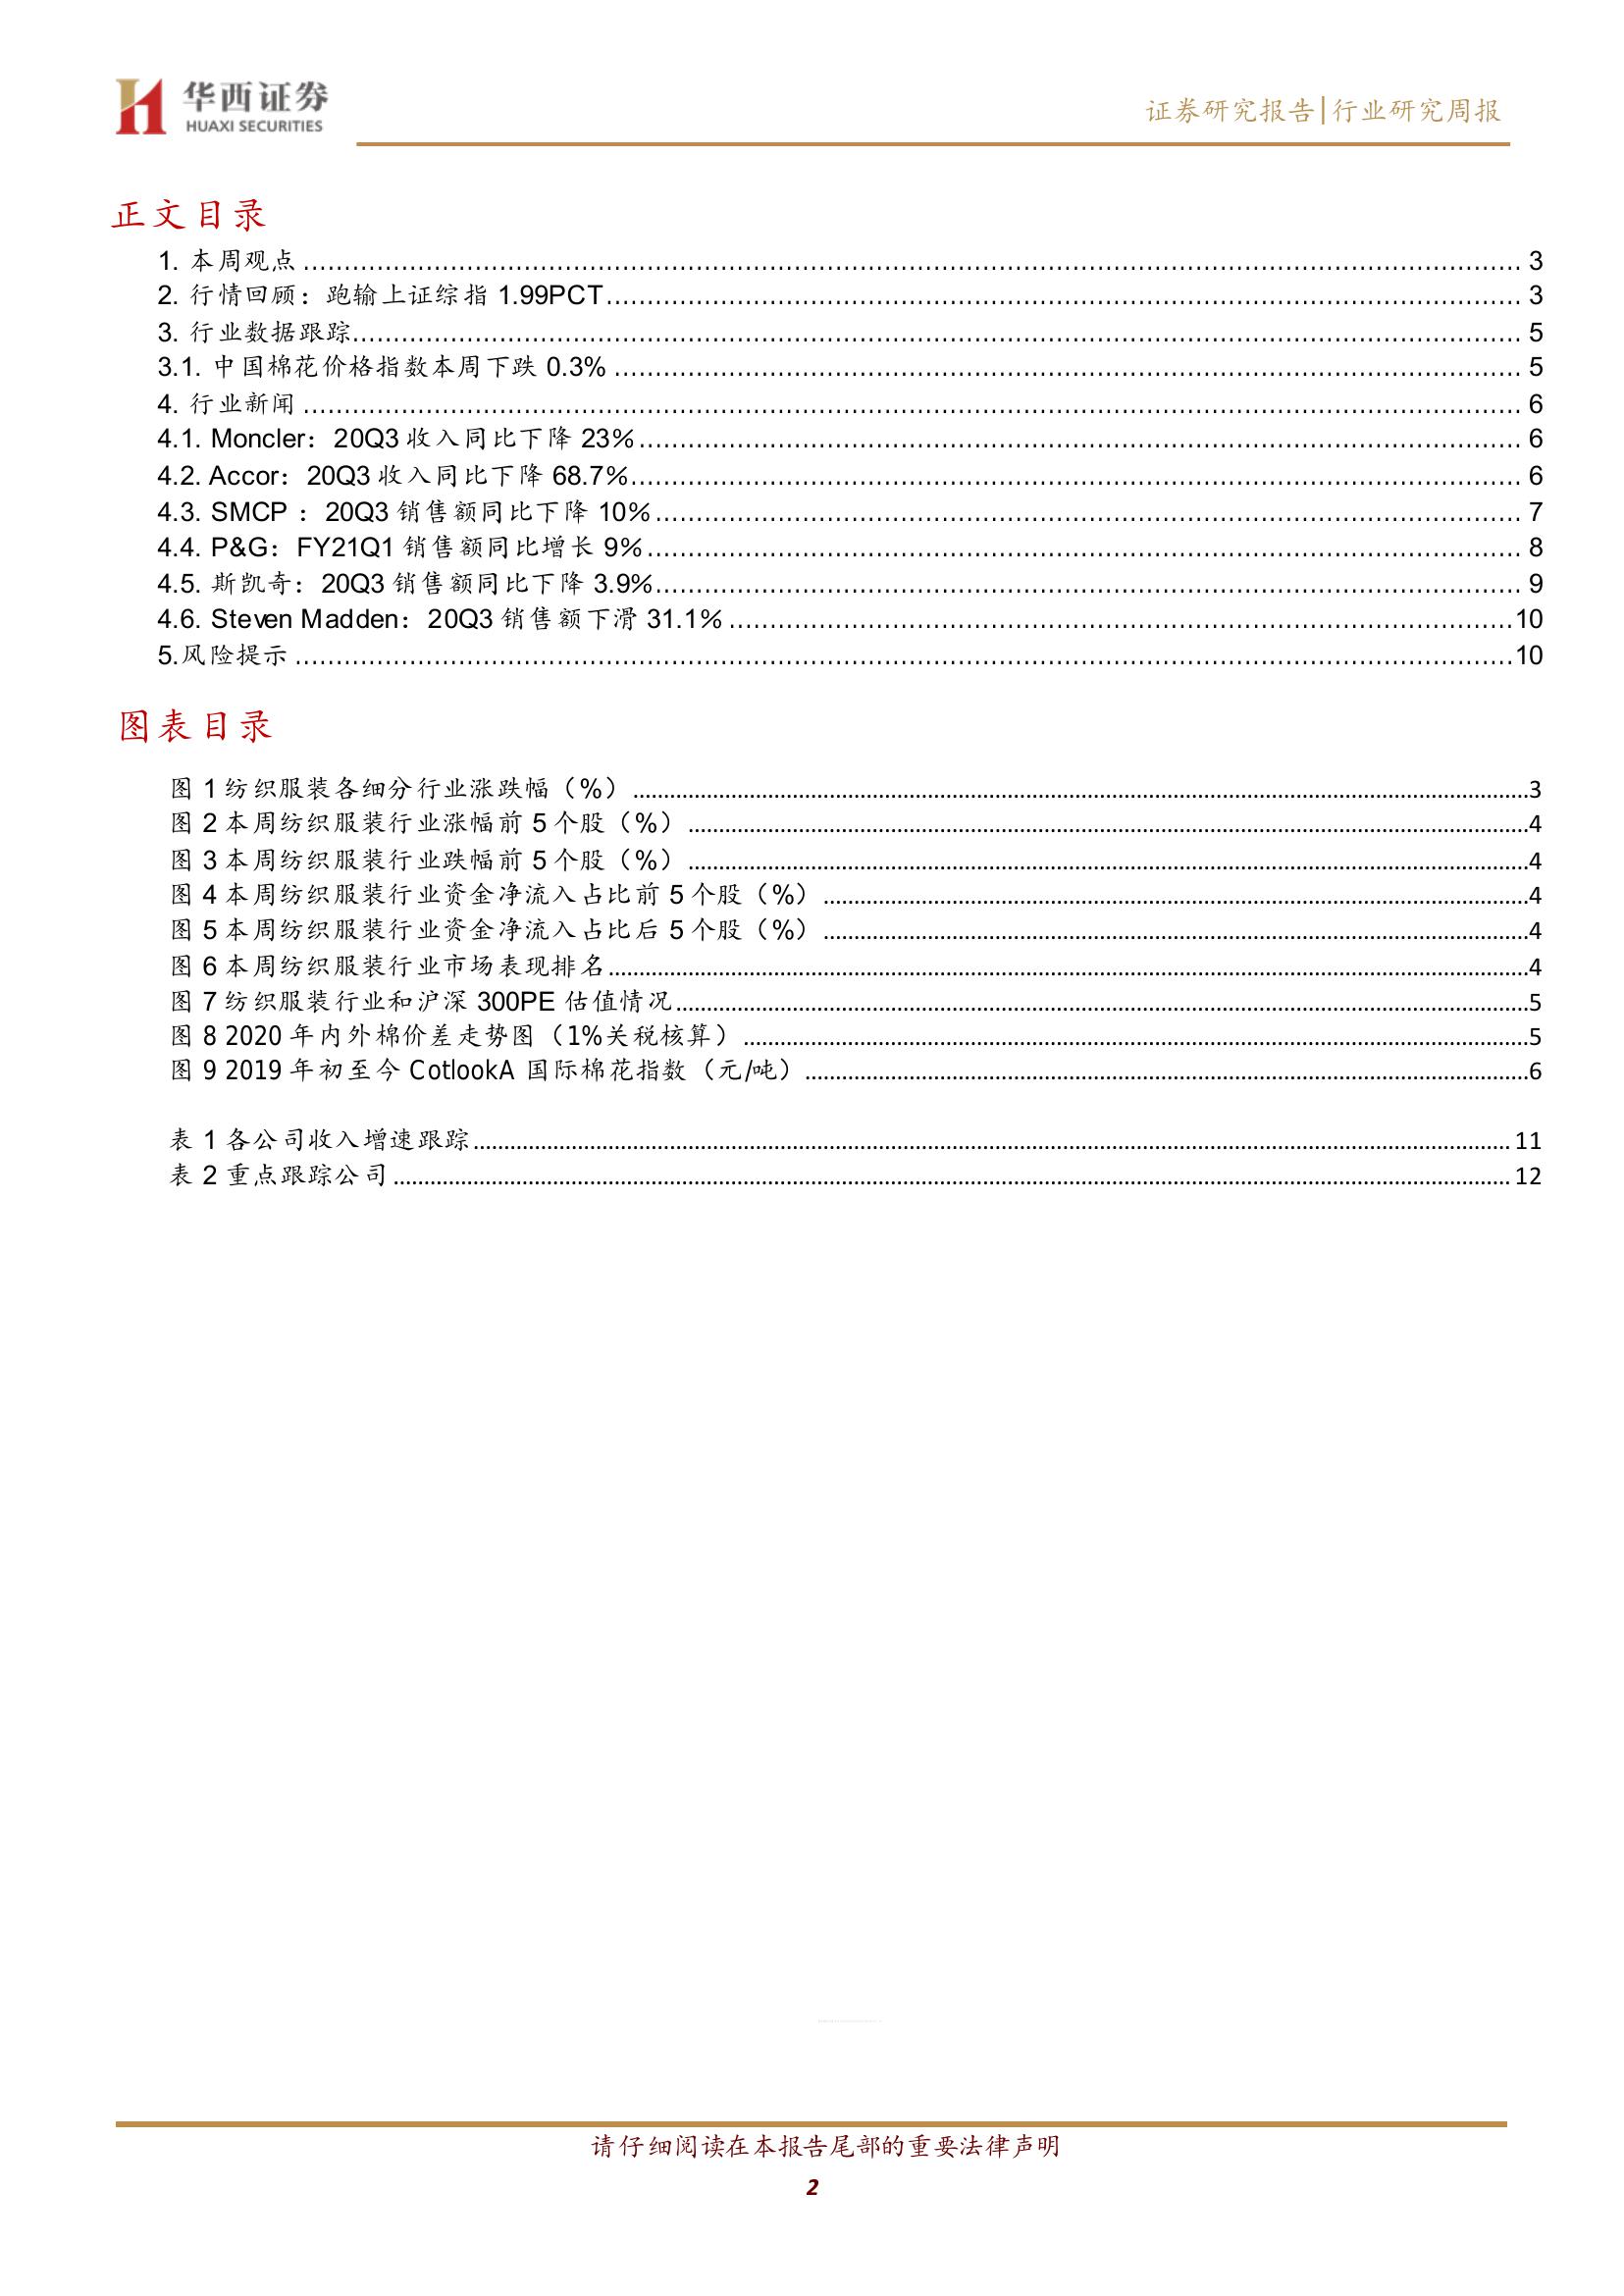 华西证券
HUAXI SECURITIES
证券研究报告|行业研究周报
正文目录
1. 本周观点 ........ 3
2. 行情回顾：跑输上证综指 1.99PCT ........ 3
3. 行业数据跟踪 ........ 5
3.1. 中国棉花价格指数本周下跌 0.3% ........ 5
4. 行业新闻 ........ 6
4.1. Moncler：20Q3 收入同比下降 23% ........ 6
4.2. Accor：20Q3 收入同比下降 68.7% ........ 6
4.3. SMCP ：20Q3 销售额同比下降 10% ........ 7
4.4. P&G：FY21Q1 销售额同比增长 9% ........ 8
4.5. 斯凯奇：20Q3 销售额同比下降 3.9% ........ 9
4.6. Steven Madden：20Q3 销售额下滑 31.1% ........ 10
5.风险提示 ........ 10
图表目录
图 1 纺织服装各细分行业涨跌幅（%） ........ 3
图 2 本周纺织服装行业涨幅前 5 个股（%） ........ 4
图 3 本周纺织服装行业跌幅前 5 个股（%） ........ 4
图 4 本周纺织服装行业资金净流入占比前 5 个股（%） ........ 4
图 5 本周纺织服装行业资金净流入占比后 5 个股（%） ........ 4
图 6 本周纺织服装行业市场表现排名 ........ 4
图 7 纺织服装行业和沪深 300PE 估值情况 ........ 5
图 8 2020 年内外棉价差走势图（1%关税核算） ........ 5
图 9 2019 年初至今 CotlookA 国际棉花指数（元/吨） ........ 6
表 1 各公司收入增速跟踪 ........ 11
表 2 重点跟踪公司 ........ 12
请仔细阅读在本报告尾部的重要法律声明
2